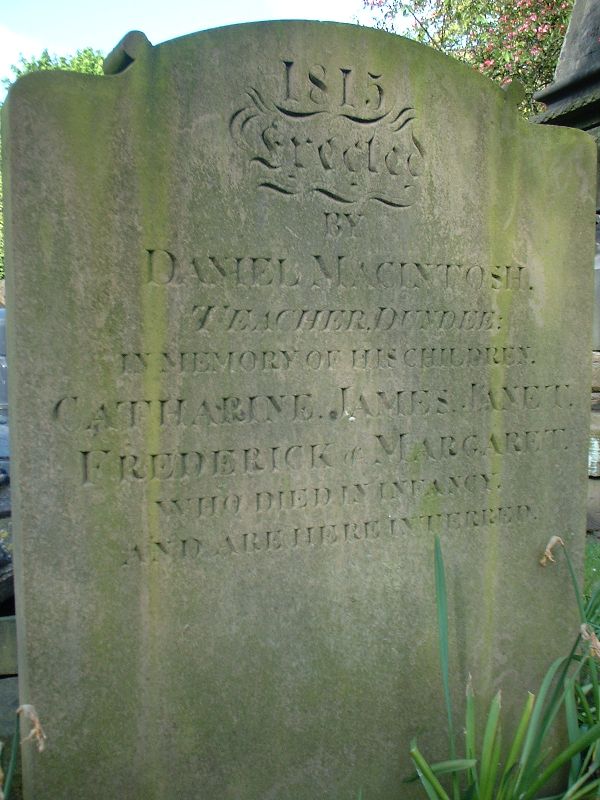 1815
Erected
BY
DANIEL MACINTOSH.
TEACHER, DUNDEE:
IN MEMORY OF HIS CHILDREN.
CATHARINE. JAMES. JANET.
FREDERICK & MARGARET.
WHO DIED IN INFANCY.
AND ARE HERE INTERRED.